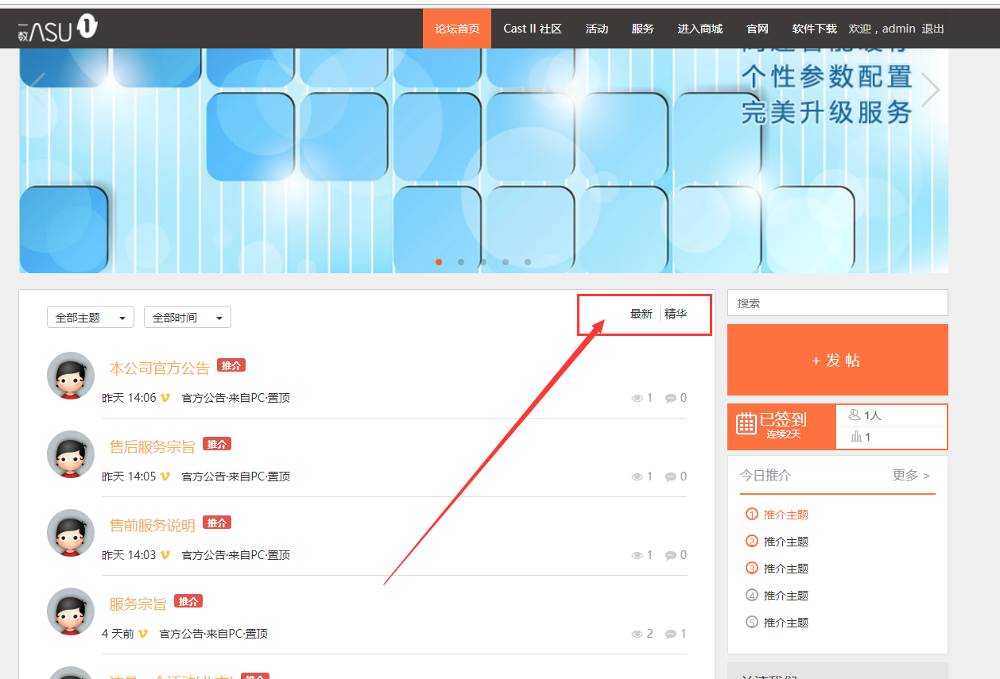 一数 ASU 1
论坛首页 Cast II 社区 活动 服务 进入商城 官网 软件下载 欢迎，admin 退出
个性参数配置
完美升级服务
全部主题 全部时间 最新 精华
搜索
本公司官方公告 推介
昨天 14:06 官方公告·来自PC·置顶 1 0
+ 发 帖
已签到
连续2天
1人
1
售后服务宗旨 推介
昨天 14:05 官方公告·来自PC·置顶 1 0
今日推介 更多 >
售前服务说明 推介
昨天 14:03 官方公告·来自PC·置顶 1 0
1 推介主题
2 推介主题
3 推介主题
4 推介主题
5 推介主题
服务宗旨 推介
4 天前 官方公告·来自PC·置顶 2 1